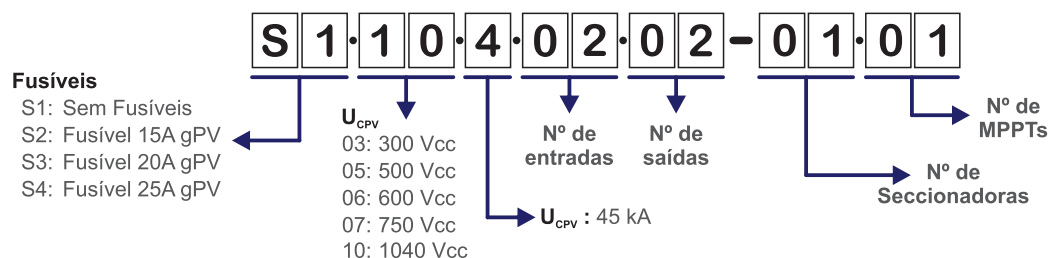 S1·10·4·02·02-01·01
Fusíveis
S1: Sem Fusíveis
S2: Fusível 15A gPV
S3: Fusível 20A gPV
S4: Fusível 25A gPV
UCPV
03: 300 Vcc
05: 500 Vcc
06: 600 Vcc
07: 750 Vcc
10: 1040 Vcc
UCPV : 45 kA
Nº de
entradas
Nº de
saídas
Nº de
Seccionadoras
Nº de
MPPTs